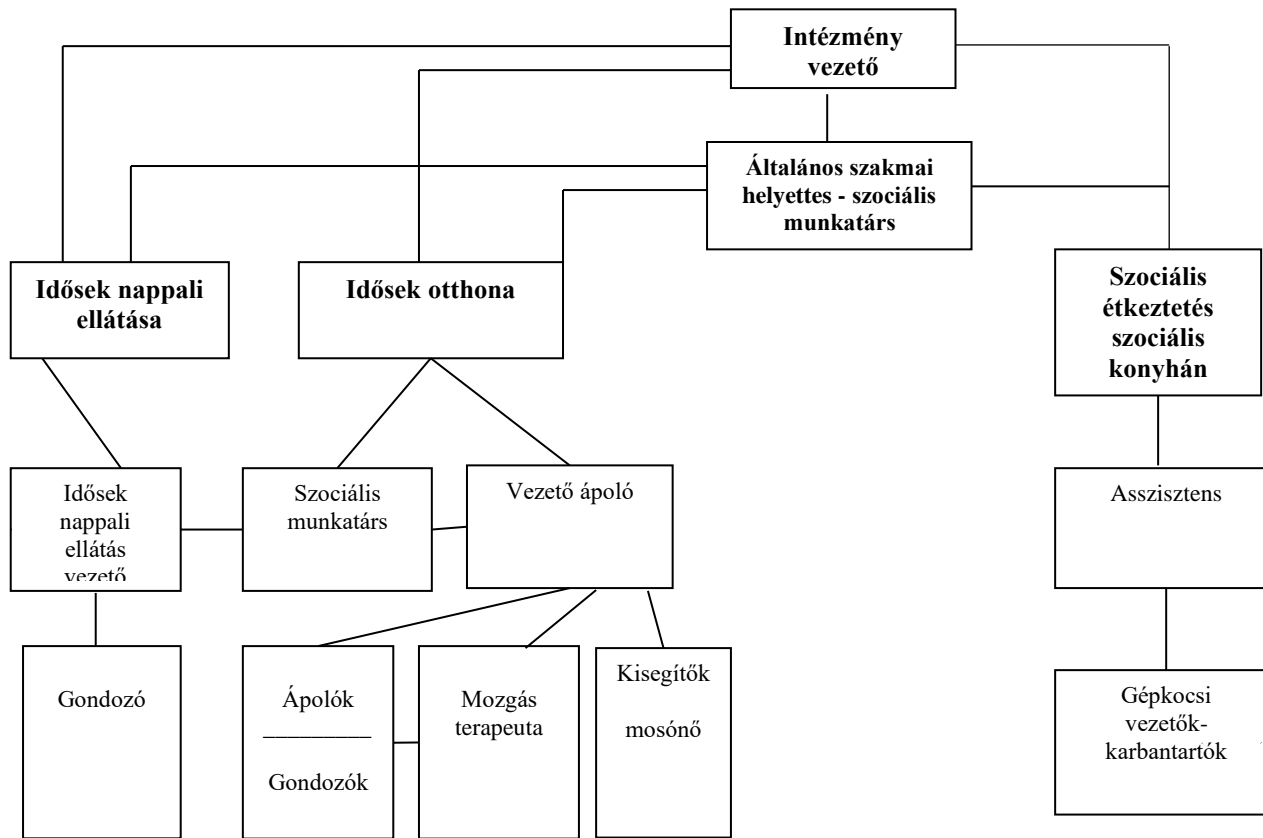 Intézmény
vezető
Általános szakmai
helyettes - szociális
munkatárs
Idősek nappali
ellátása
Idősek otthona
Szociális
étkeztetés
szociális
konyhán
Idősek
nappali
ellátás
vezető
Szociális
munkatárs
Vezető ápoló
Asszisztens
Gondozó
Ápolók
Gondozók
Mozgás
terapeuta
Kisegítők
mosónő
Gépkocsi
vezetők-
karbantartók